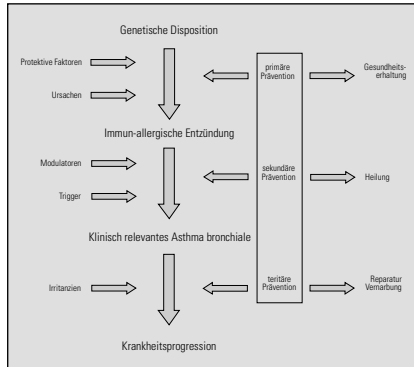 Genetische Disposition
Protektive Faktoren
primäre
Prävention
Gesundheits-
erhaltung
Ursachen
Immun-allergische Entzündung
Modulatoren
sekundäre
Prävention
Heilung
Trigger
Klinisch relevantes Asthma bronchiale
Irritanzien
teritäre
Prävention
Reparatur
Vernarbung
Krankheitsprogression